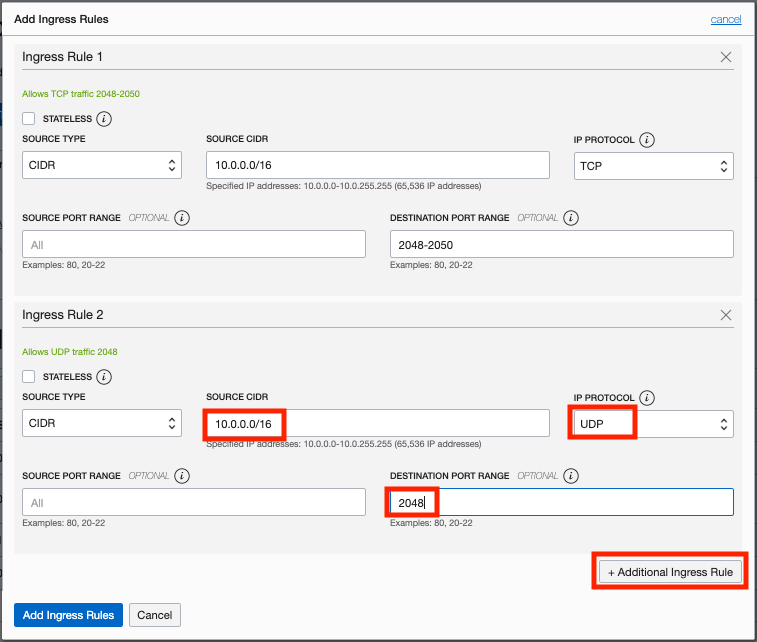 Add Ingress Rules cancel
Ingress Rule 1
Allows TCP traffic 2048-2050
STATELESS i
SOURCE TYPE SOURCE CIDR IP PROTOCOL i
CIDR 10.0.0.0/16 TCP
Specified IP addresses: 10.0.0.0-10.0.255.255 (65,536 IP addresses)
SOURCE PORT RANGE OPTIONAL i DESTINATION PORT RANGE OPTIONAL i
All 2048-2050
Examples: 80, 20-22 Examples: 80, 20-22
Ingress Rule 2
Allows UDP traffic 2048
STATELESS i
SOURCE TYPE SOURCE CIDR IP PROTOCOL i
CIDR 10.0.0.0/16 UDP
Specified IP addresses: 10.0.0.0-10.0.255.255 (65,536 IP addresses)
SOURCE PORT RANGE OPTIONAL i DESTINATION PORT RANGE OPTIONAL i
All 2048
Examples: 80, 20-22 Examples: 80, 20-22
+ Additional Ingress Rule
Add Ingress Rules Cancel